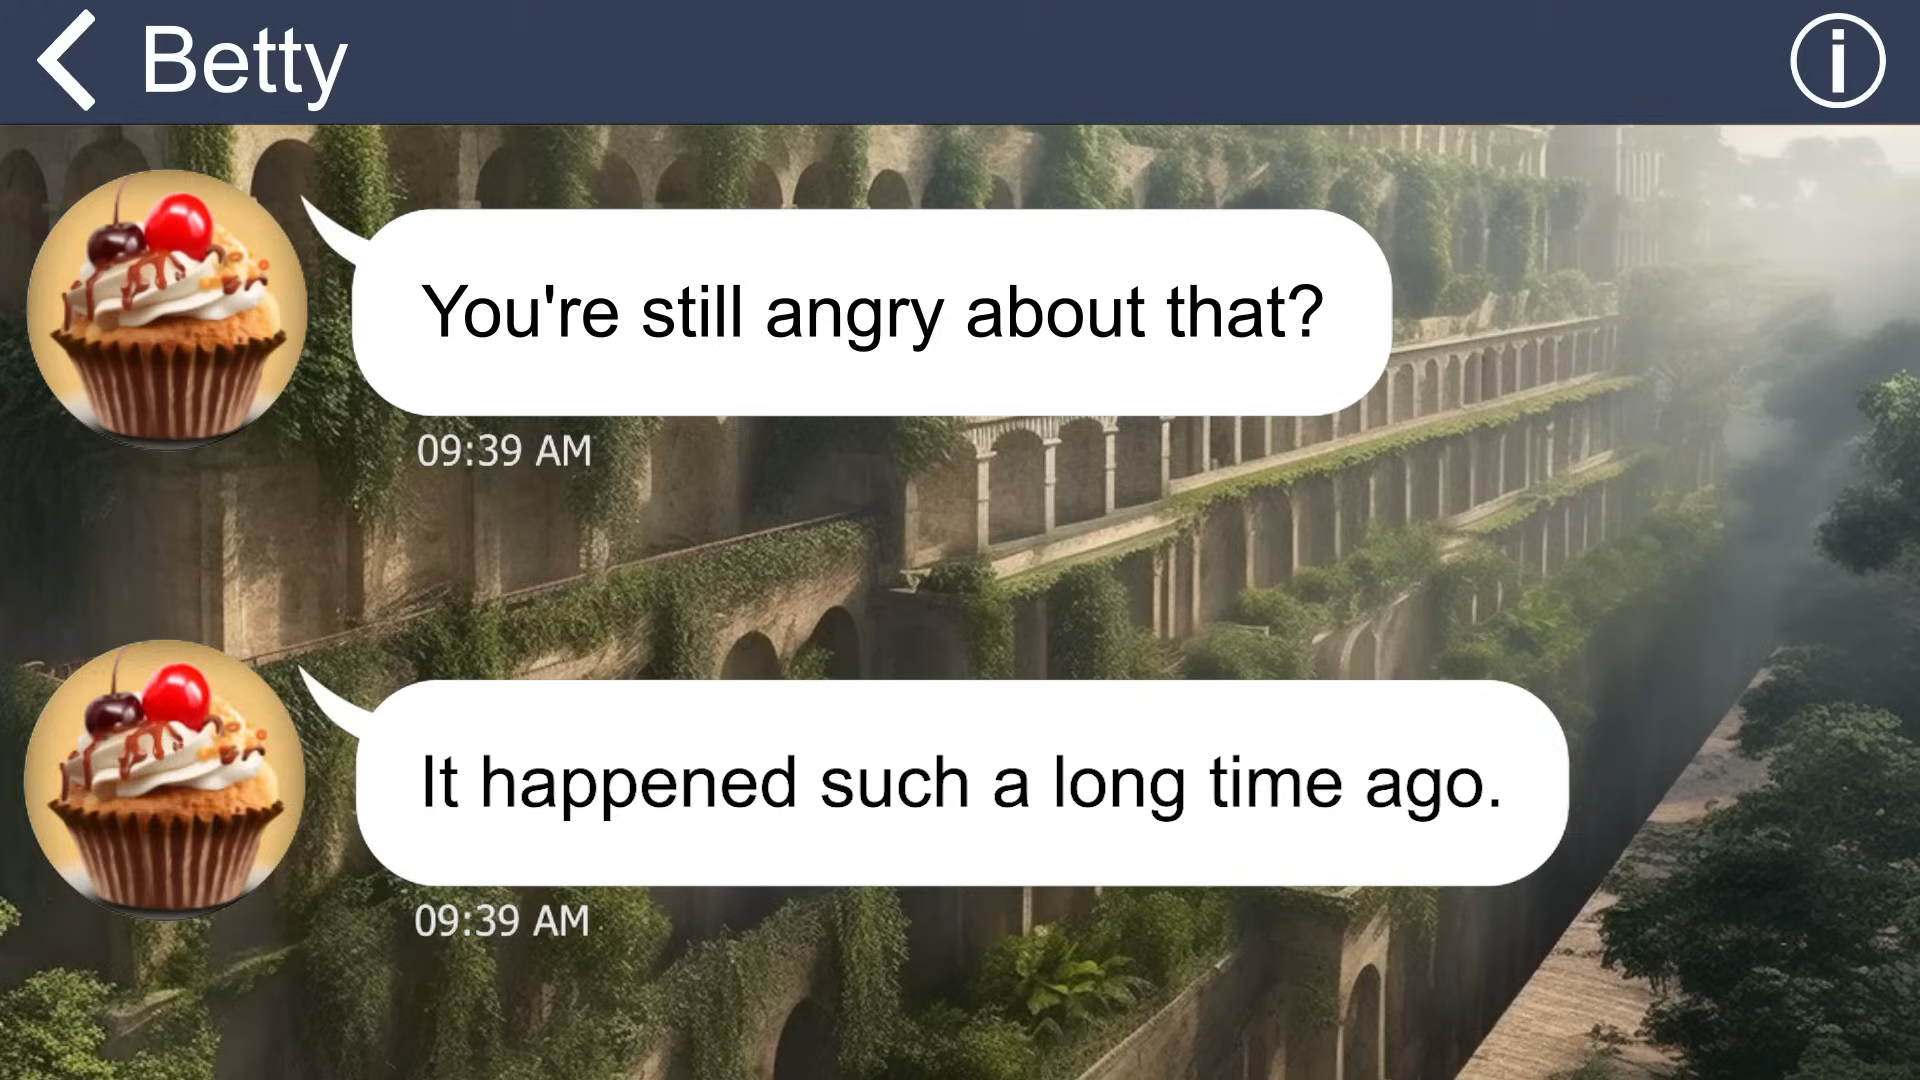 Betty
You're still angry about that?
09:39 AM
It happened such a long time ago.
09:39 AM